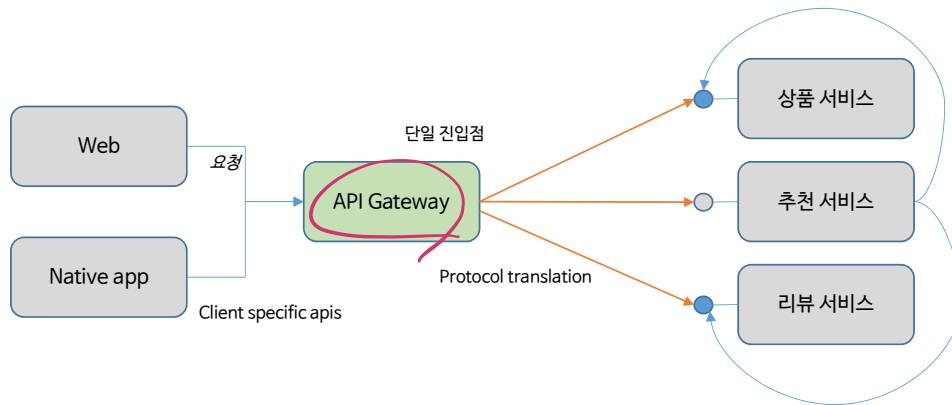 Web
요청
Native app
Client specific apis
단일 진입점
API Gateway
Protocol translation
상품 서비스
추천 서비스
리뷰 서비스